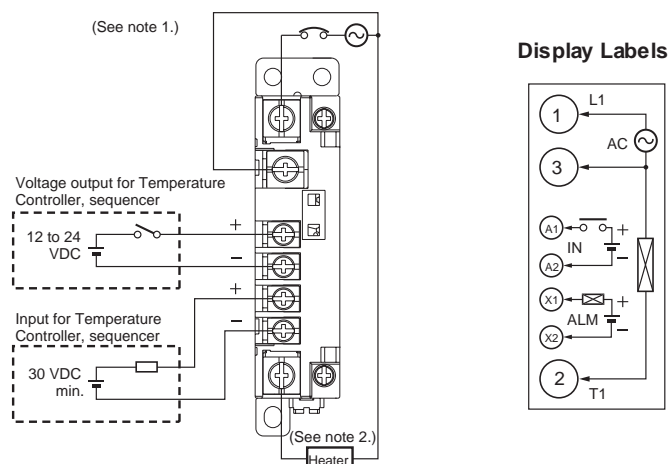 (See note 1.)
Voltage output for Temperature
Controller, sequencer
12 to 24
VDC
+
−
+
−
Input for Temperature
Controller, sequencer
30 VDC
min.
(See note 2.)
Heater
Display Labels
1
L1
AC
3
A1
+
IN
−
A2
X1
+
ALM
−
X2
2
T1